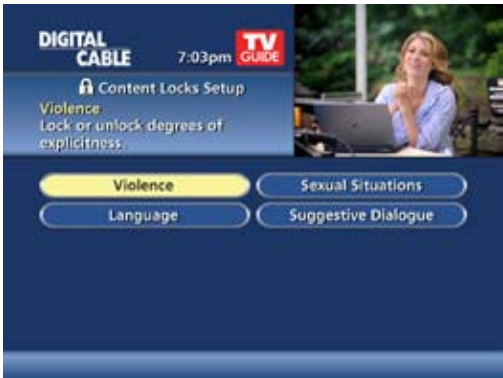 DIGITAL
CABLE
7:03pm
TV
GUIDE
Content Locks Setup
Violence
Lock or unlock degrees of
explicitness.
Violence
Sexual Situations
Language
Suggestive Dialogue